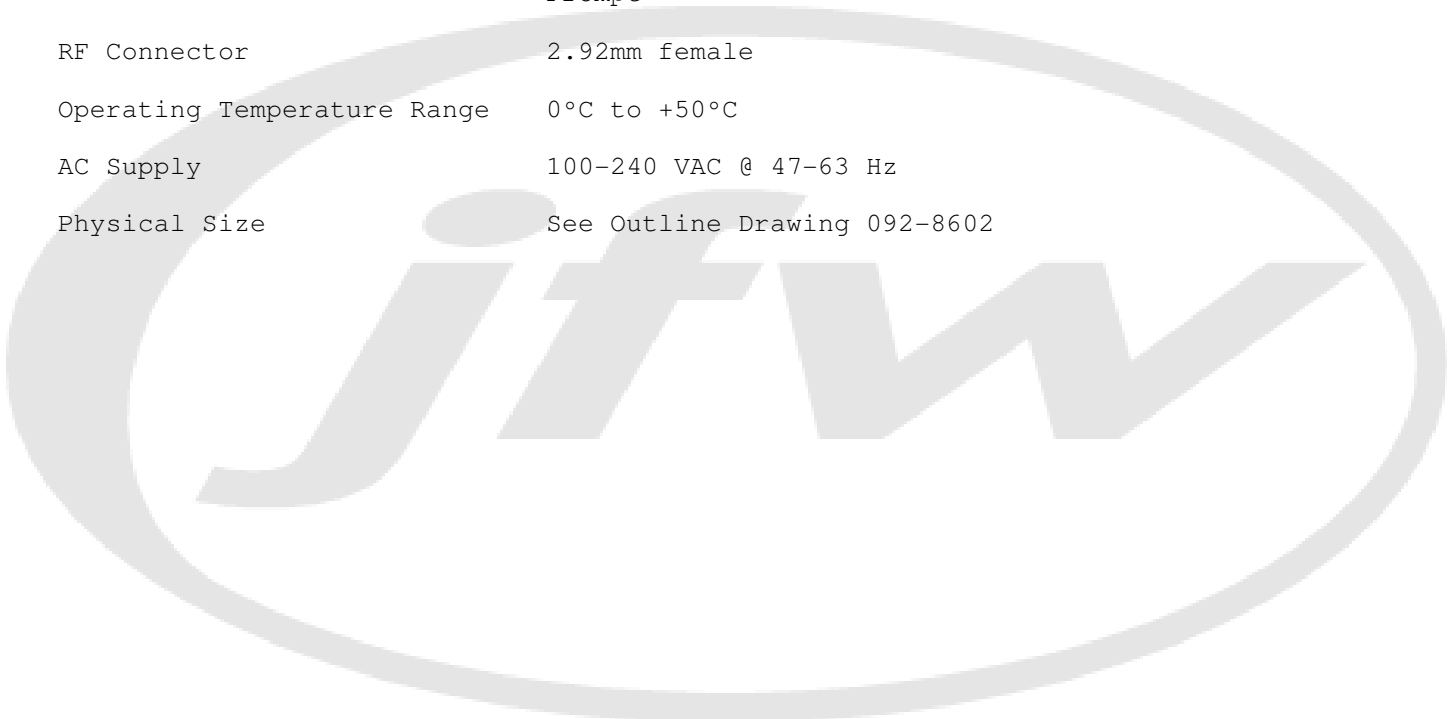 RF Connector 2.92mm female
Operating Temperature Range 0°C to +50°C
AC Supply 100-240 VAC @ 47-63 Hz
Physical Size See Outline Drawing 092-8602
jfw